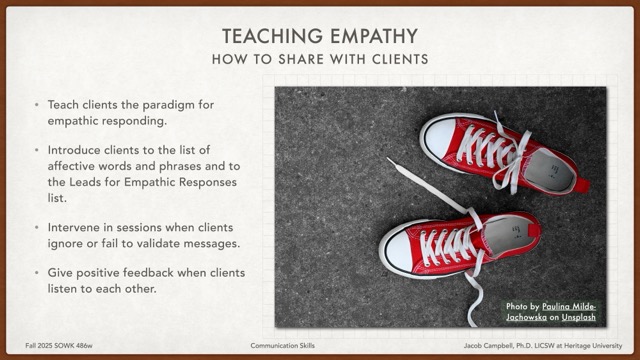 TEACHING EMPATHY
HOW TO SHARE WITH CLIENTS
• Teach clients the paradigm for
empathic responding.
• Introduce clients to the list of
affective words and phrases and to
the Leads for Empathic Responses
list.
• Intervene in sessions when clients
ignore or fail to validate messages.
• Give positive feedback when clients
listen to each other.
Photo by Paulina Milde-
Jachowska on Unsplash
Fall 2025 SOWK 486w
Communication Skills
Jacob Campbell, Ph.D. LICSW at Heritage University